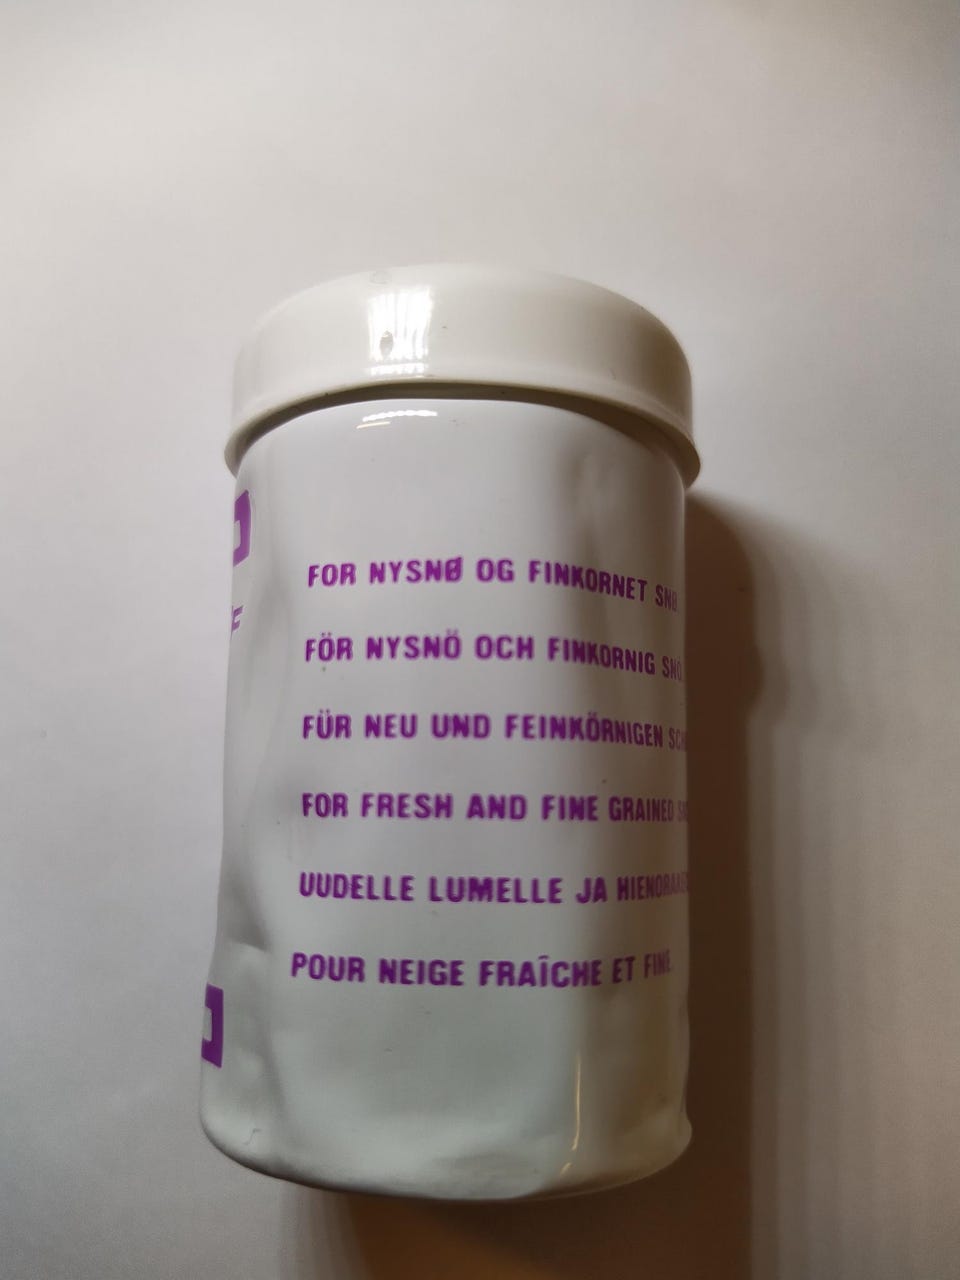 FOR NYSNØ OG FINKORNET SNØ
FÖR NYSNÖ OCH FINKORNIG SNÖ
FÜR NEU UND FEINKÖRNIGEN
FOR FRESH AND FINE GRAINED
UUDELLE LUMELLE JA
POUR NEIGE FRAÎCHE ET FINE